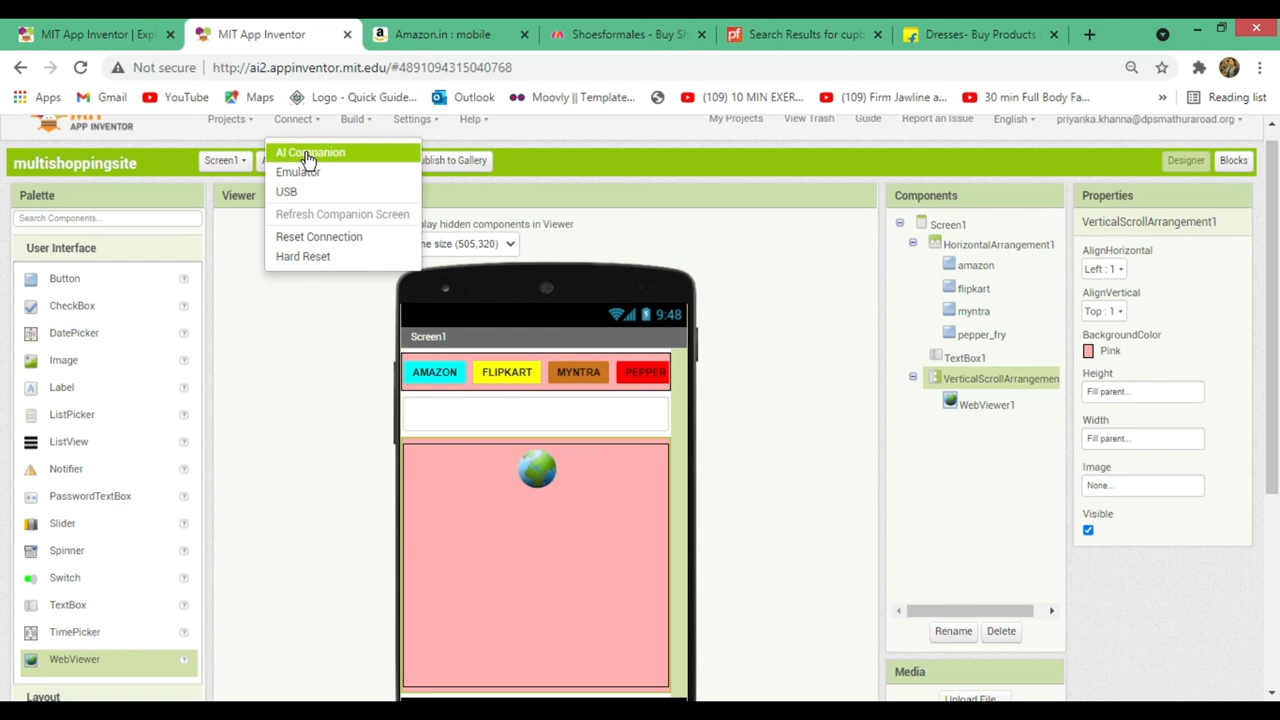 MIT App Inventor | Expl
MIT App Inventor
Amazon.in : mobile
Shoesformales - Buy Sh
Search Results for cupb
Dresses- Buy Products
Not secure | http://ai2.appinventor.mit.edu/#4891094315040768
Apps
Gmail
YouTube
Maps
Logo - Quick Guide...
Outlook
Moovly || Template...
(109) 10 MIN EXER...
(109) Firm Jawline a...
30 min Full Body Fa...
»
Reading list
APP INVENTOR
Projects
Connect
Build
Settings
Help
My Projects
View Trash
Guide
Report an Issue
English
priyanka.khanna@dpsmathuraroad.org
multishoppingsite
Screen1
ublish to Gallery
Designer
Blocks
AI Companion
Emulator
USB
Refresh Companion Screen
Reset Connection
Hard Reset
Palette
Search Components...
User Interface
Button
CheckBox
DatePicker
Image
Label
ListPicker
ListView
Notifier
PasswordTextBox
Slider
Spinner
Switch
TextBox
TimePicker
WebViewer
Layout
Viewer
play hidden components in Viewer
ne size (505,320)
9:48
Screen1
AMAZON
FLIPKART
MYNTRA
PEPPER
Components
Screen1
HorizontalArrangement1
amazon
flipkart
myntra
pepper_fry
TextBox1
VerticalScrollArrangemen
WebViewer1
Rename
Delete
Media
Upload File
Properties
VerticalScrollArrangement1
AlignHorizontal
Left : 1
AlignVertical
Top : 1
BackgroundColor
Pink
Height
Fill parent...
Width
Fill parent...
Image
None...
Visible